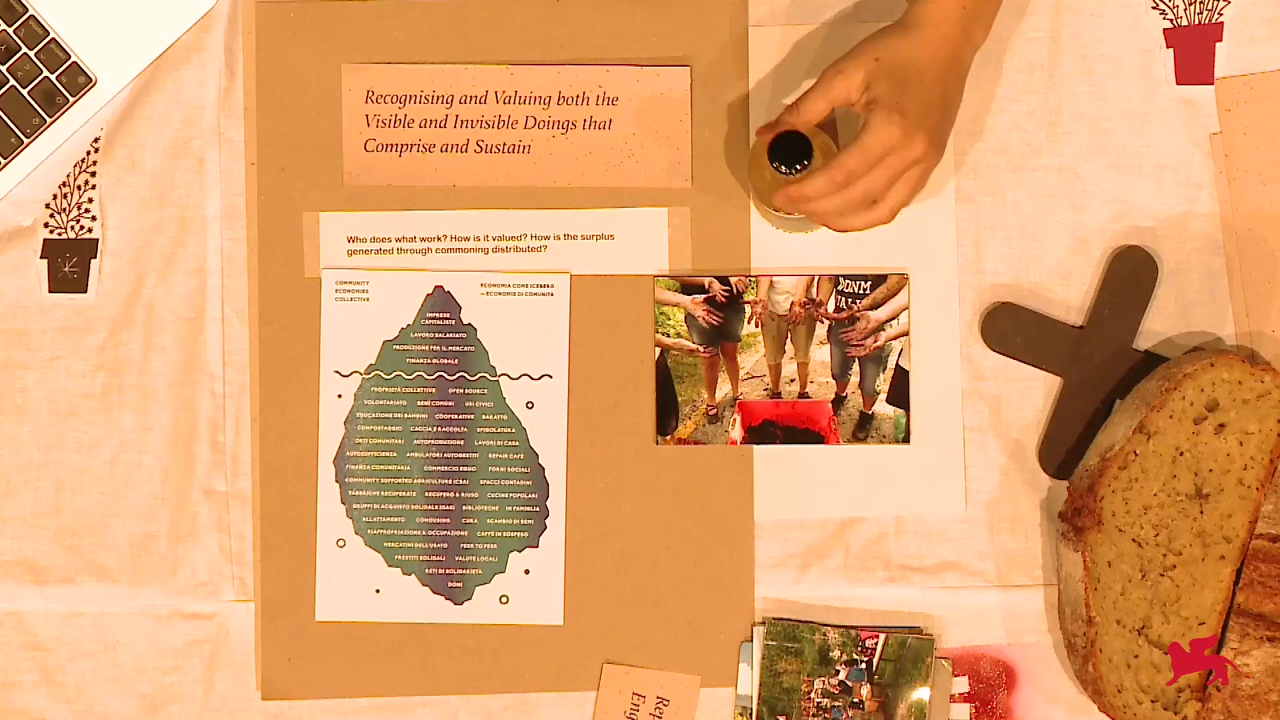 Recognising and Valuing both the
Visible and Invisible Doings that
Comprise and Sustain
Who does what work? How is it valued? How is the surplus
generated through commoning distributed?
COMMUNITY
ECONOMIES
COLLECTIVE
ECONOMIA COME ICEBERG
— ECONOMIE DI COMUNITÀ
IMPRESE
CAPITALISTE
LAVORO SALARIATO
PRODUZIONE PER IL MERCATO
FINANZA GLOBALE
PROPRIETÀ COLLETTIVE OPEN SOURCE
VOLONTARIATO BENI COMUNI USI CIVICI
EDUCAZIONE DEI BAMBINI COOPERATIVE BARATTO
COMPOSTAGGIO CACCIA E RACCOLTA SPIGOLATURA
ORTI COMUNITARI AUTOPRODUZIONE LAVORI DI CASA
AUTOSUFFICIENZA AMBULATORI AUTOGESTITI REPAIR CAFÈ
FINANZA COMUNITARIA COMMERCIO EQUO FORNI SOCIALI
COMMUNITY SUPPORTED AGRICULTURE (CSA) SPACCI CONTADINI
FABBRICHE RECUPERATE RECUPERO & RIUSO CUCINE POPOLARI
GRUPPI DI ACQUISTO SOLIDALE (GAS) BIBLIOTECHE IN FAMIGLIA
ALLATTAMENTO COHOUSING CURA SCAMBIO DI SEMI
RIAPPROPRIAZIONE & OCCUPAZIONE CAFFÈ IN SOSPESO
MERCATINI DELL'USATO PEER TO PEER
PRESTITI SOLIDALI VALUTE LOCALI
RETI DI SOLIDARIETÀ
DONI
Rep
Eng